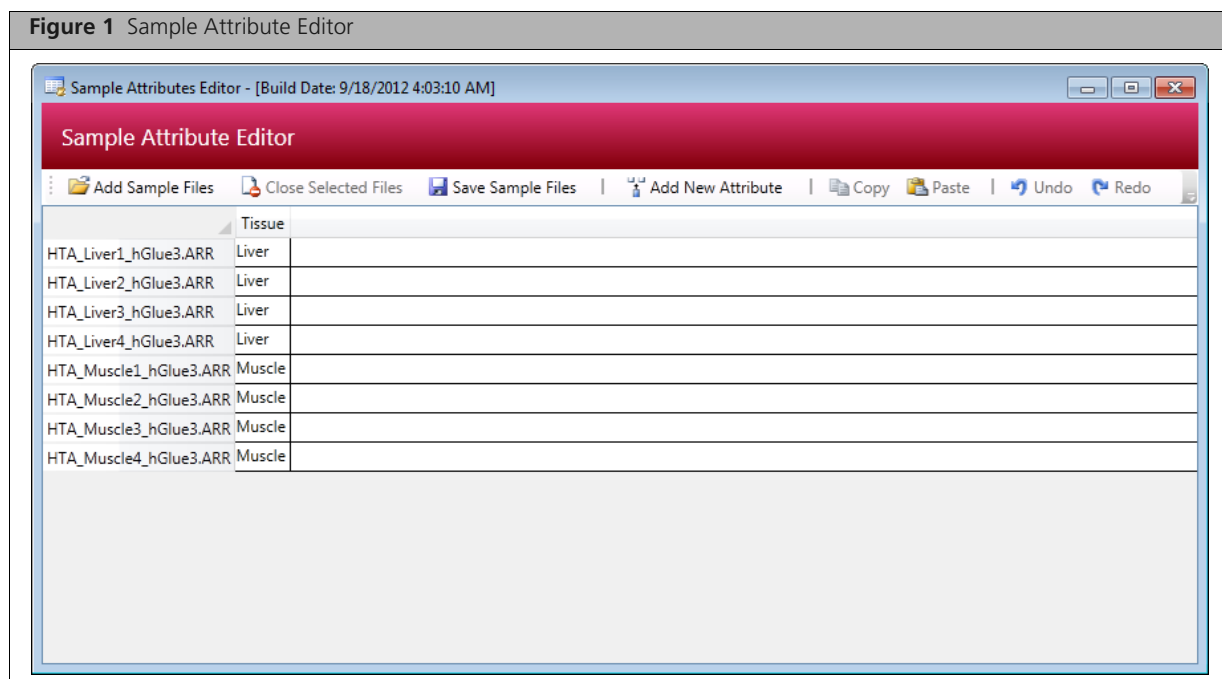 Figure 1 Sample Attribute Editor
Sample Attributes Editor - [Build Date: 9/18/2012 4:03:10 AM]
Sample Attribute Editor
Add Sample Files Close Selected Files Save Sample Files | Add New Attribute | Copy Paste | Undo Redo
Tissue
HTA_Liver1_hGlue3.ARR Liver
HTA_Liver2_hGlue3.ARR Liver
HTA_Liver3_hGlue3.ARR Liver
HTA_Liver4_hGlue3.ARR Liver
HTA_Muscle1_hGlue3.ARR Muscle
HTA_Muscle2_hGlue3.ARR Muscle
HTA_Muscle3_hGlue3.ARR Muscle
HTA_Muscle4_hGlue3.ARR Muscle